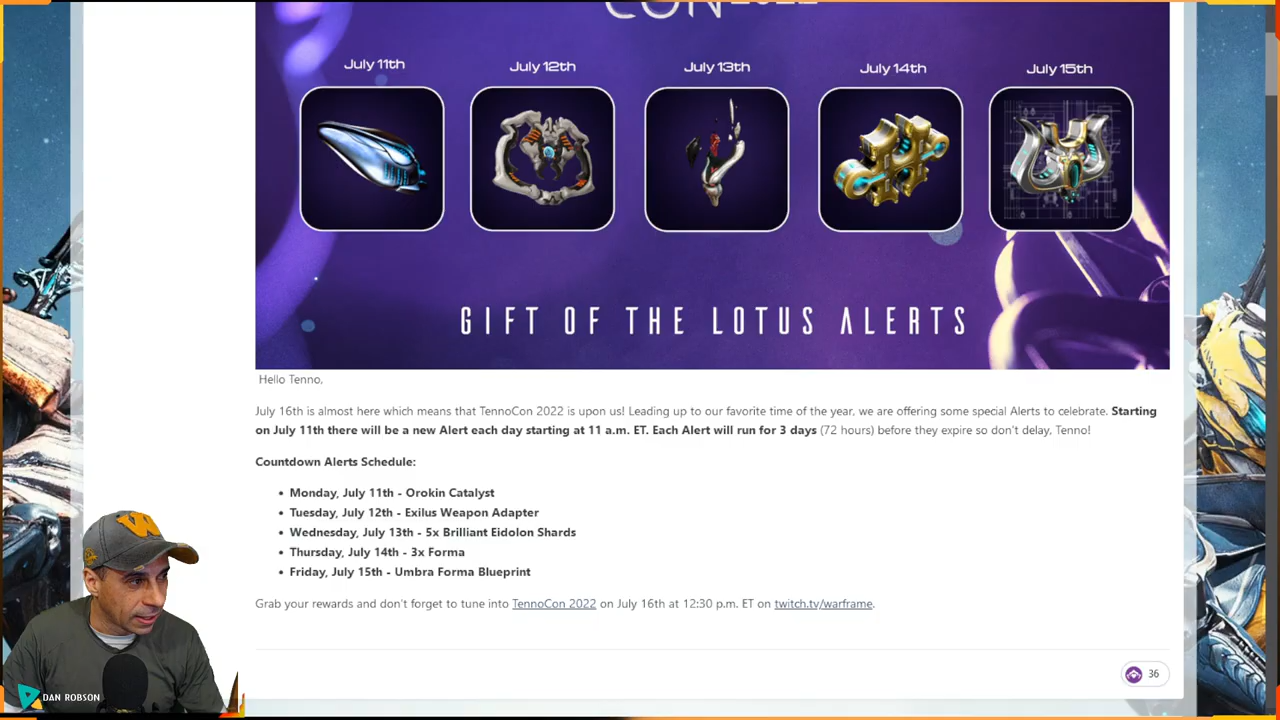 July 11th July 12th July 13th July 14th July 15th
GIFT OF THE LOTUS ALERTS
Hello Tenno,
July 16th is almost here which means that TennoCon 2022 is upon us! Leading up to our favorite time of the year, we are offering some special Alerts to celebrate. Starting
on July 11th there will be a new Alert each day starting at 11 a.m. ET. Each Alert will run for 3 days (72 hours) before they expire so don't delay, Tenno!
Countdown Alerts Schedule:
• Monday, July 11th - Orokin Catalyst
• Tuesday, July 12th - Exilus Weapon Adapter
• Wednesday, July 13th - 5x Brilliant Eidolon Shards
• Thursday, July 14th - 3x Forma
• Friday, July 15th - Umbra Forma Blueprint
Grab your rewards and don't forget to tune into TennoCon 2022 on July 16th at 12:30 p.m. ET on twitch.tv/warframe.
36
W
DAN ROBSON